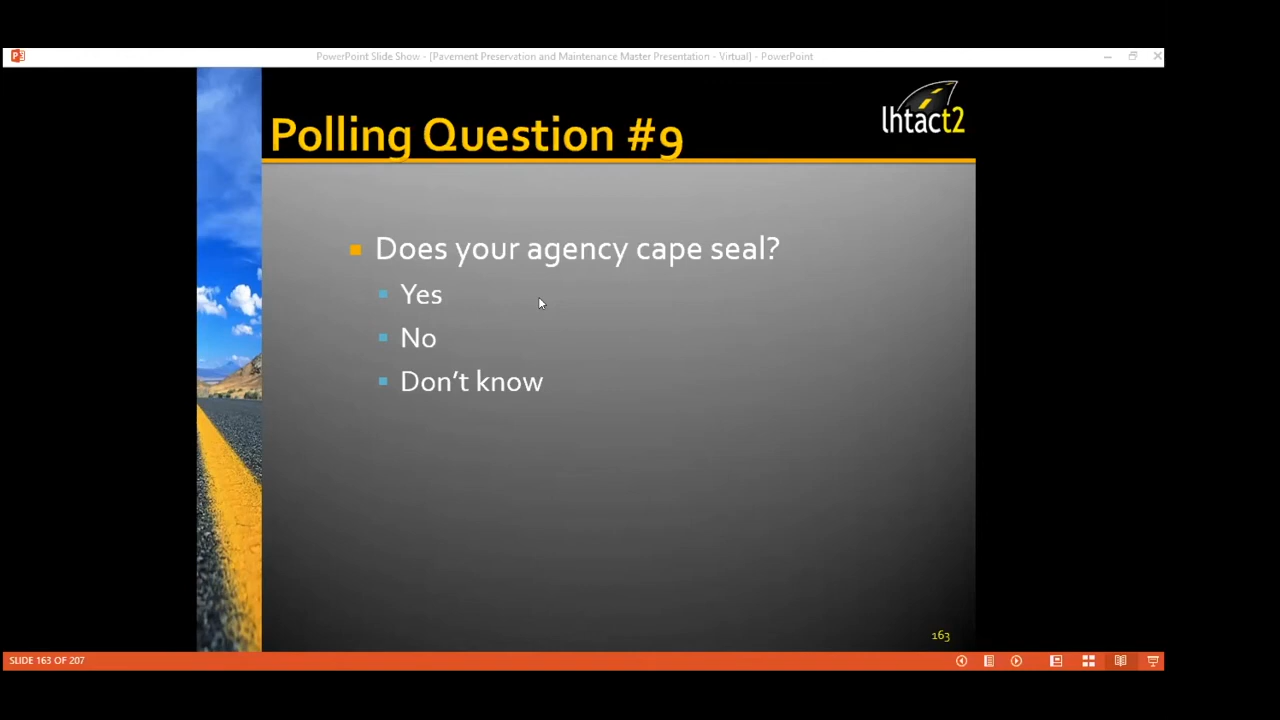 PowerPoint Slide Show - [Pavement Preservation and Maintenance Master Presentation - Virtual] - PowerPoint
lhtact2
Polling Question #9
Does your agency cape seal?
Yes
No
Don't know
163
SLIDE 163 OF 207